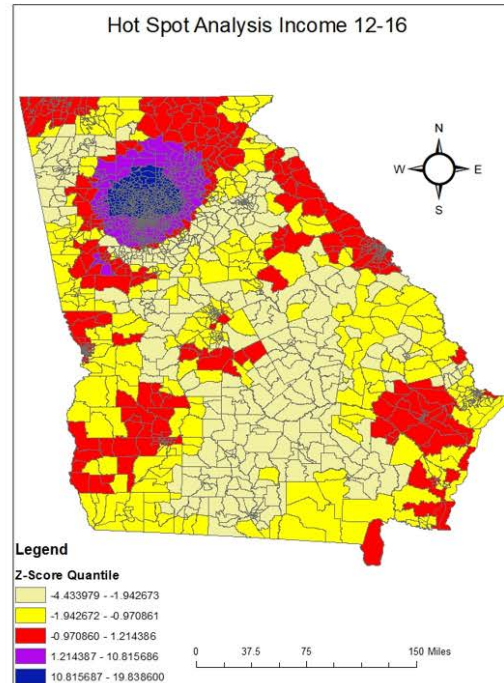 Hot Spot Analysis Income 12-16
N
W E
S
Legend
Z-Score Quantile
-4.433979 - -1.942673
-1.942672 - -0.970861
-0.970860 - 1.214386
1.214387 - 10.815686
10.815687 - 19.838600
0 37.5 75 150 Miles